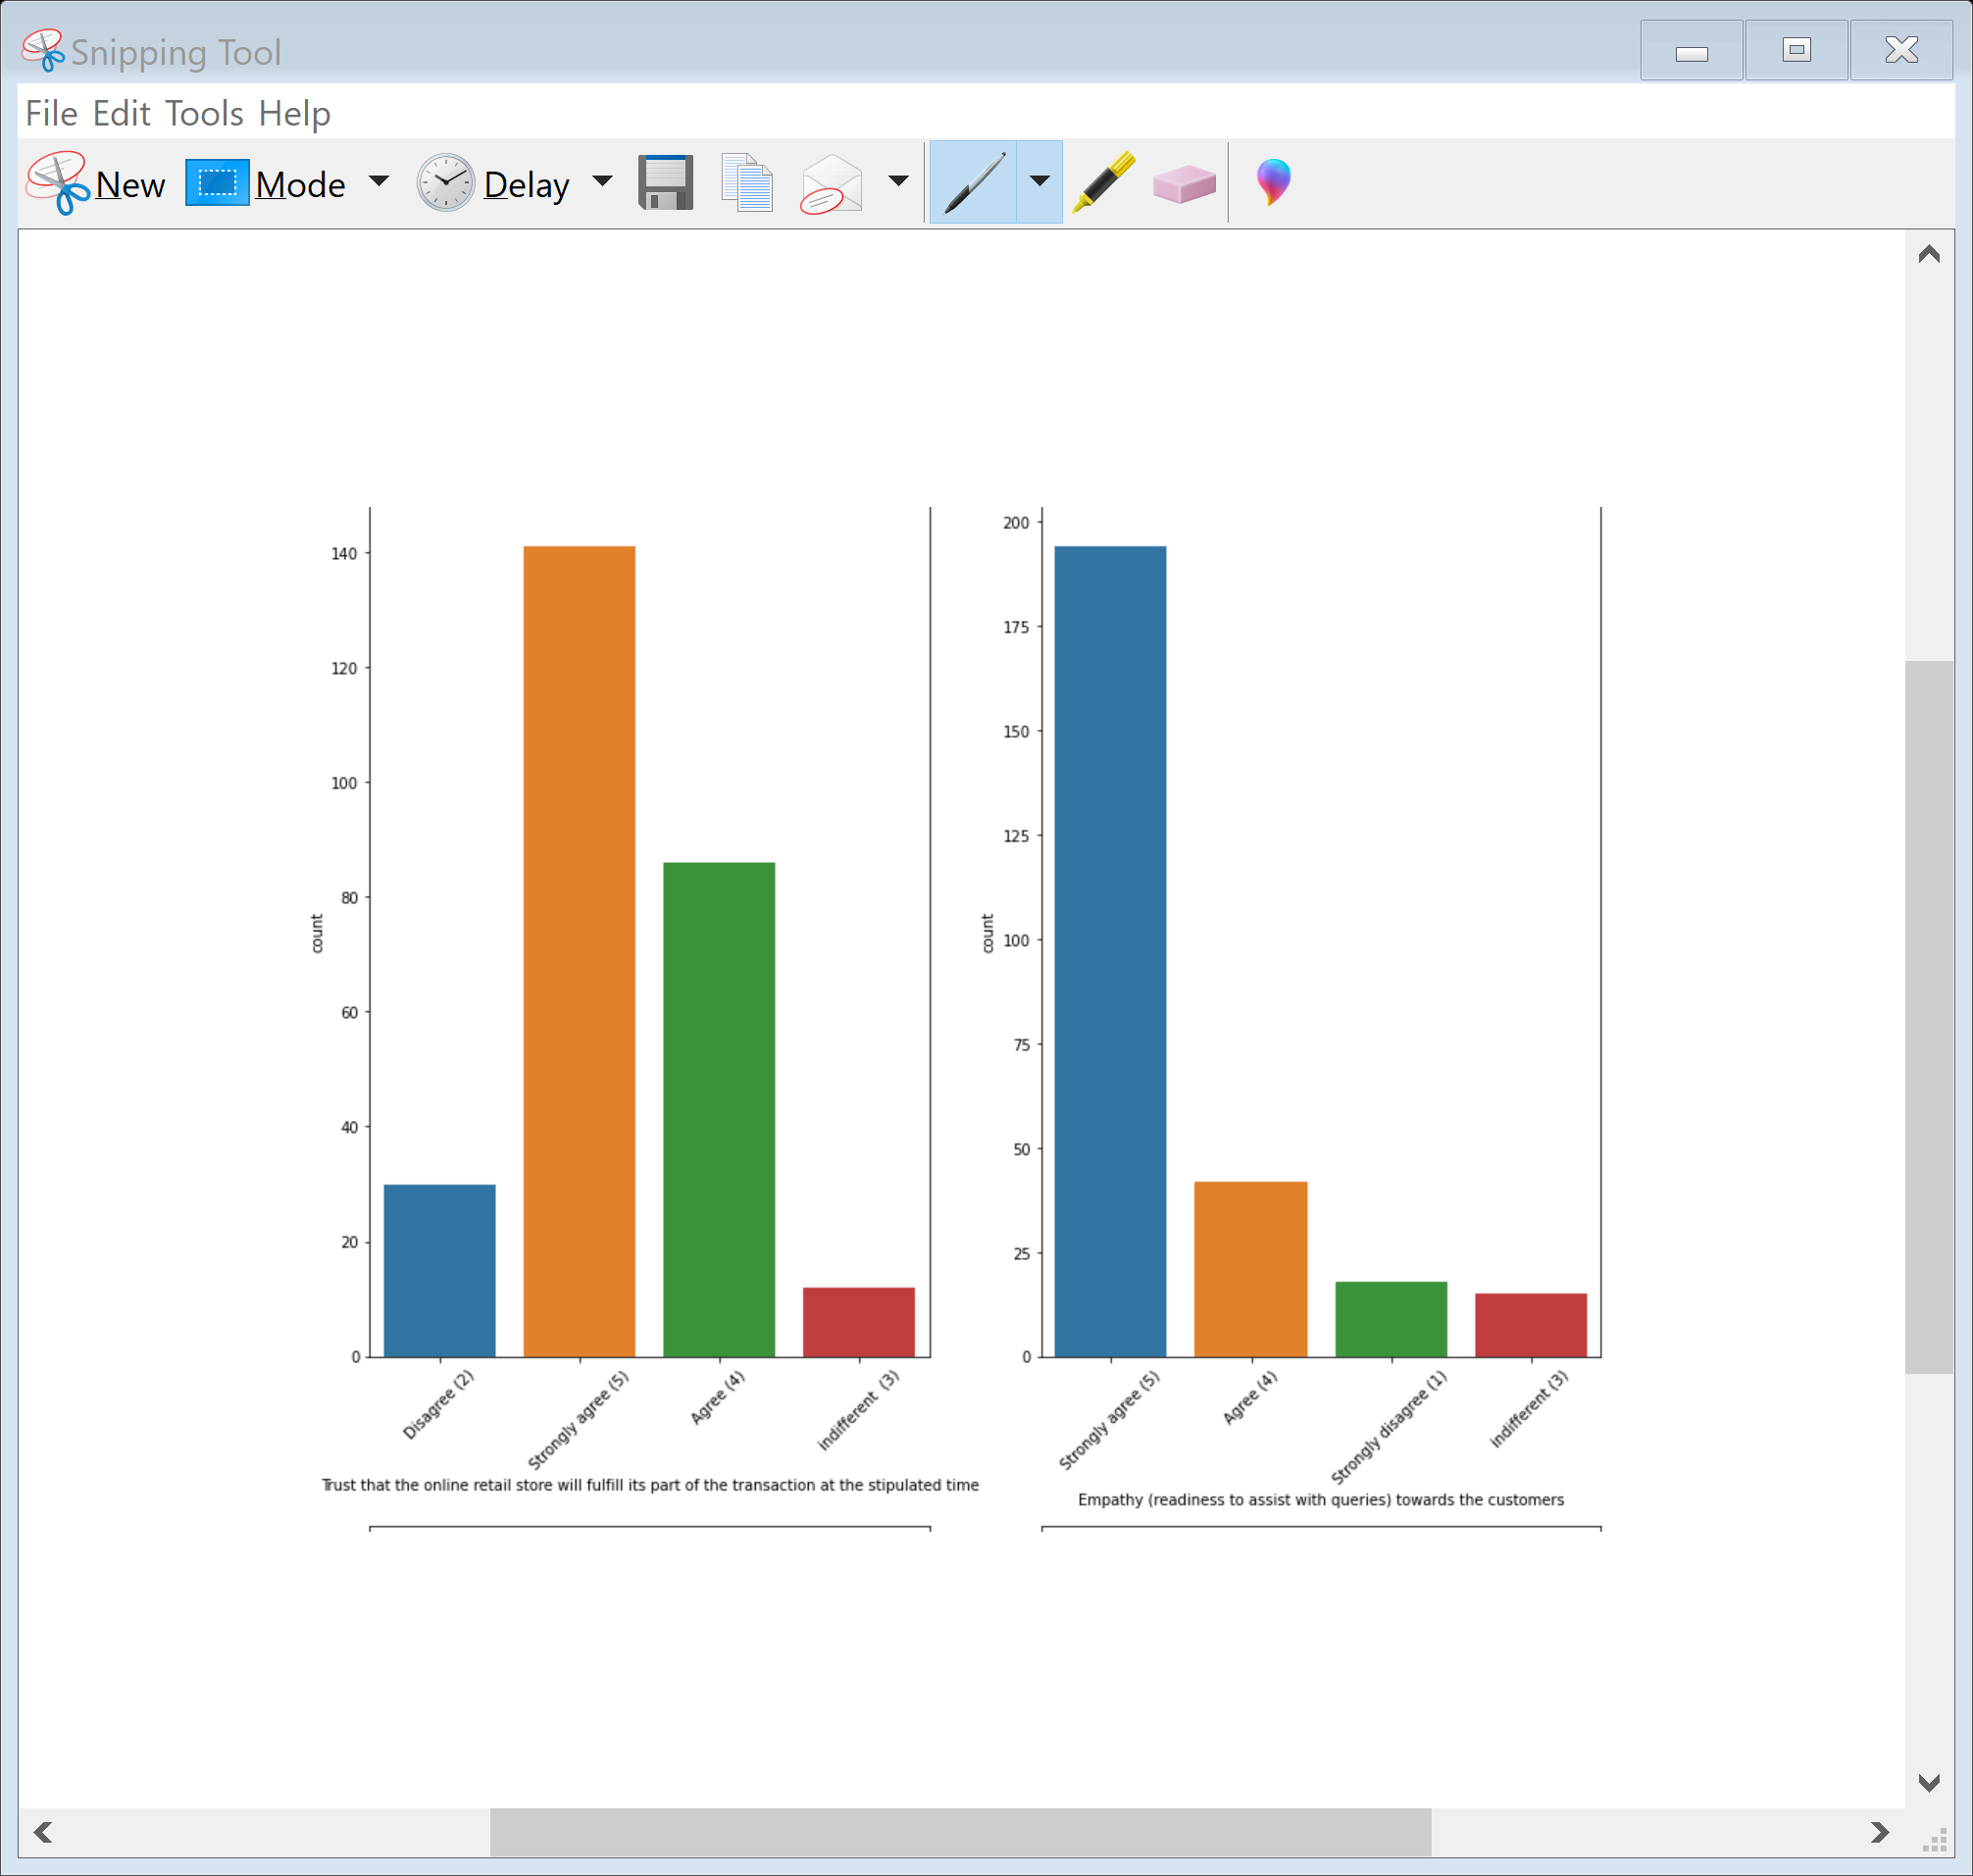 Snipping Tool
File Edit Tools Help
New Mode Delay
140
120
100
80
60
40
20
0
count
Disagree (2)
Strongly agree (5)
Agree (4)
indifferent  (3)
Trust that the online retail store will fulfill its part of the transaction at the stipulated time
200
175
150
125
100
75
50
25
0
count
Strongly agree (5)
Agree (4)
Strongly disagree (1)
indifferent (3)
Empathy (readiness to assist with queries) towards the customers